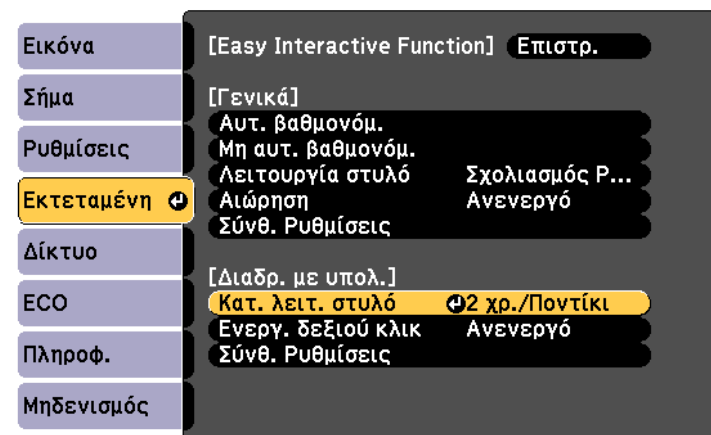 Εικόνα
Σήμα
Ρυθμίσεις
Εκτεταμένη
Δίκτυο
ECO
Πληροφ.
Μηδενισμός
[Easy Interactive Function] Επιστρ.
[Γενικά]
Αυτ. βαθμονόμ.
Μη αυτ. βαθμονόμ.
Λειτουργία στυλό Σχολιασμός Ρ...
Αιώρηση Ανενεργό
Σύνθ. Ρυθμίσεις
[Διαδρ. με υπολ.]
Κατ. λειτ. στυλό 2 χρ./Ποντίκι
Ενεργ. δεξιού κλικ Ανενεργό
Σύνθ. Ρυθμίσεις